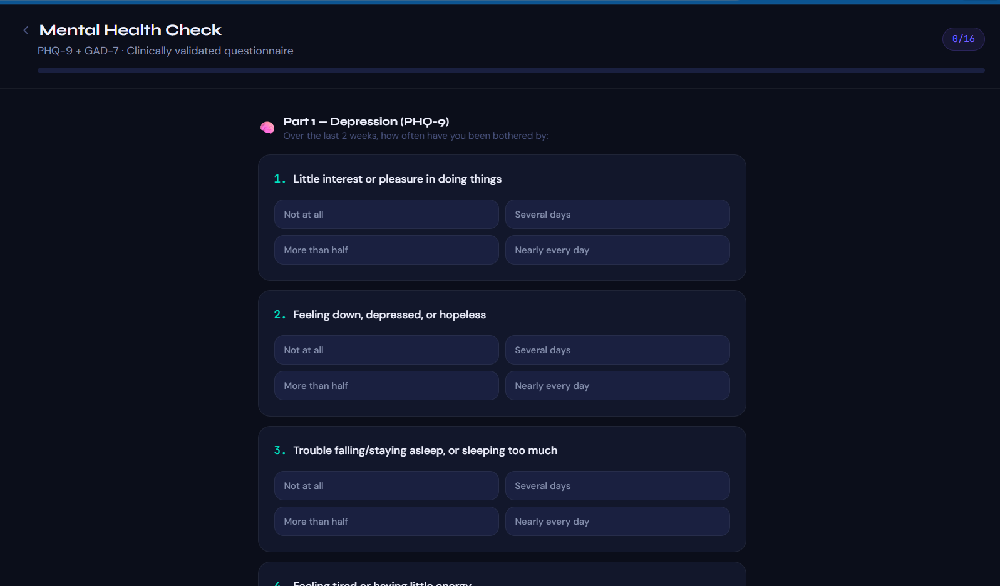 Mental Health Check
PHQ-9 + GAD-7 · Clinically validated questionnaire
0/16
Part 1 — Depression (PHQ-9)
Over the last 2 weeks, how often have you been bothered by:
1. Little interest or pleasure in doing things
Not at all
Several days
More than half
Nearly every day
2. Feeling down, depressed, or hopeless
Not at all
Several days
More than half
Nearly every day
3. Trouble falling/staying asleep, or sleeping too much
Not at all
Several days
More than half
Nearly every day
4. Feeling tired or having little energy